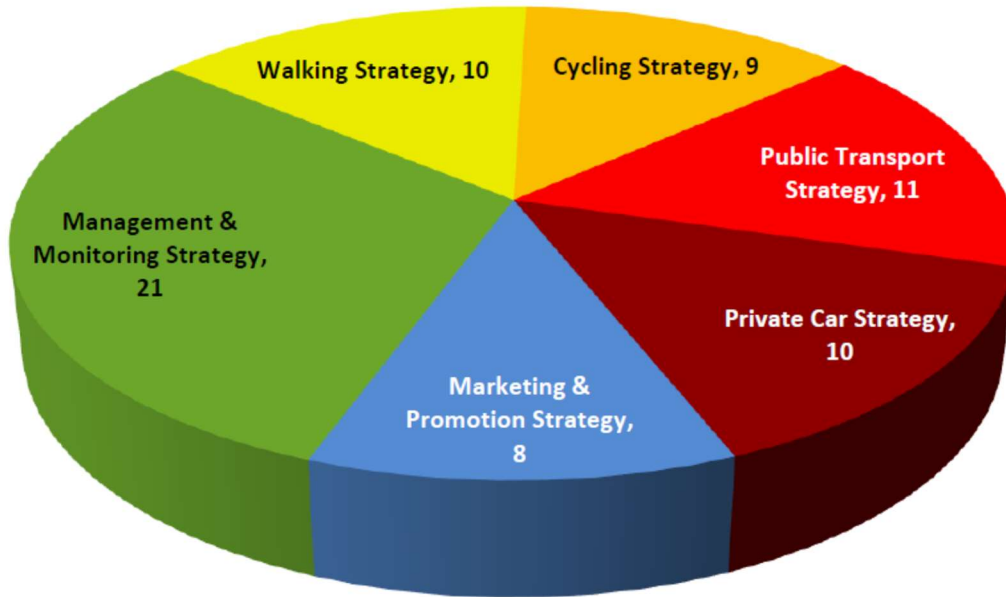 Walking Strategy, 10
Cycling Strategy, 9
Public Transport
Strategy, 11
Private Car Strategy,
10
Marketing &
Promotion Strategy,
8
Management &
Monitoring Strategy,
21